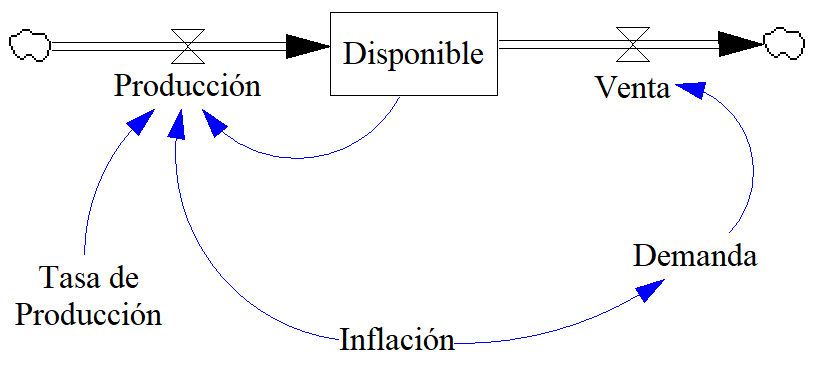 Disponible
Producción
Venta
Demanda
Tasa de
Producción
Inflación